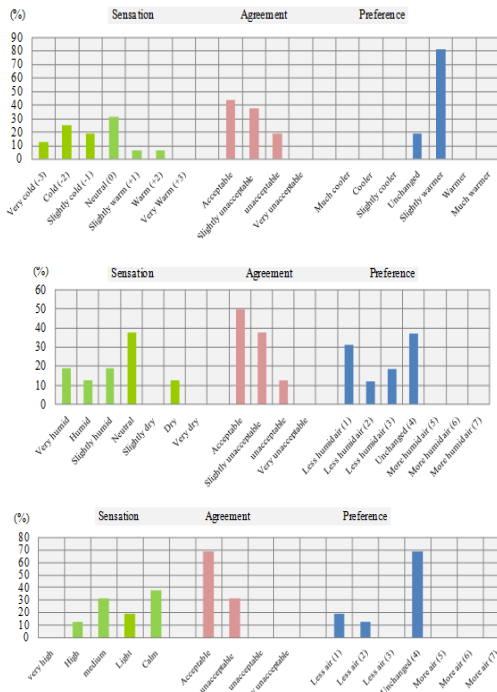 (%)
Sensation
Agreement
Preference
90
80
70
60
50
40
30
20
10
0
Very cold (-3)
Cold (-2)
Slightly cold (-1)
Neutral (0)
Slightly warm (+1)
Warm (+2)
Very Warm (+3)
Acceptable
Slightly unacceptable
unacceptable
Very unacceptable
Much cooler
Cooler
Slightly cooler
Unchanged
Slightly warmer
Warmer
Much warmer
(%)
Sensation
Agreement
Preference
60
50
40
30
20
10
0
Very humid
Humid
Slightly humid
Neutral
Slightly dry
Dry
Very dry
Acceptable
Slightly unacceptable
unacceptable
Very unacceptable
Less humid air (1)
Less humid air (2)
Less humid air (3)
Unchanged (4)
More humid air (5)
More humid air (6)
More humid air (7)
(%)
Sensation
Agreement
Preference
80
70
60
50
40
30
20
10
0
very high
High
medium
Light
Calm
Acceptable
unacceptable
unacceptable
unacceptable
Less air (1)
Less air (2)
Less air (3)
Unchanged (4)
More air (5)
More air (6)
More air (7)